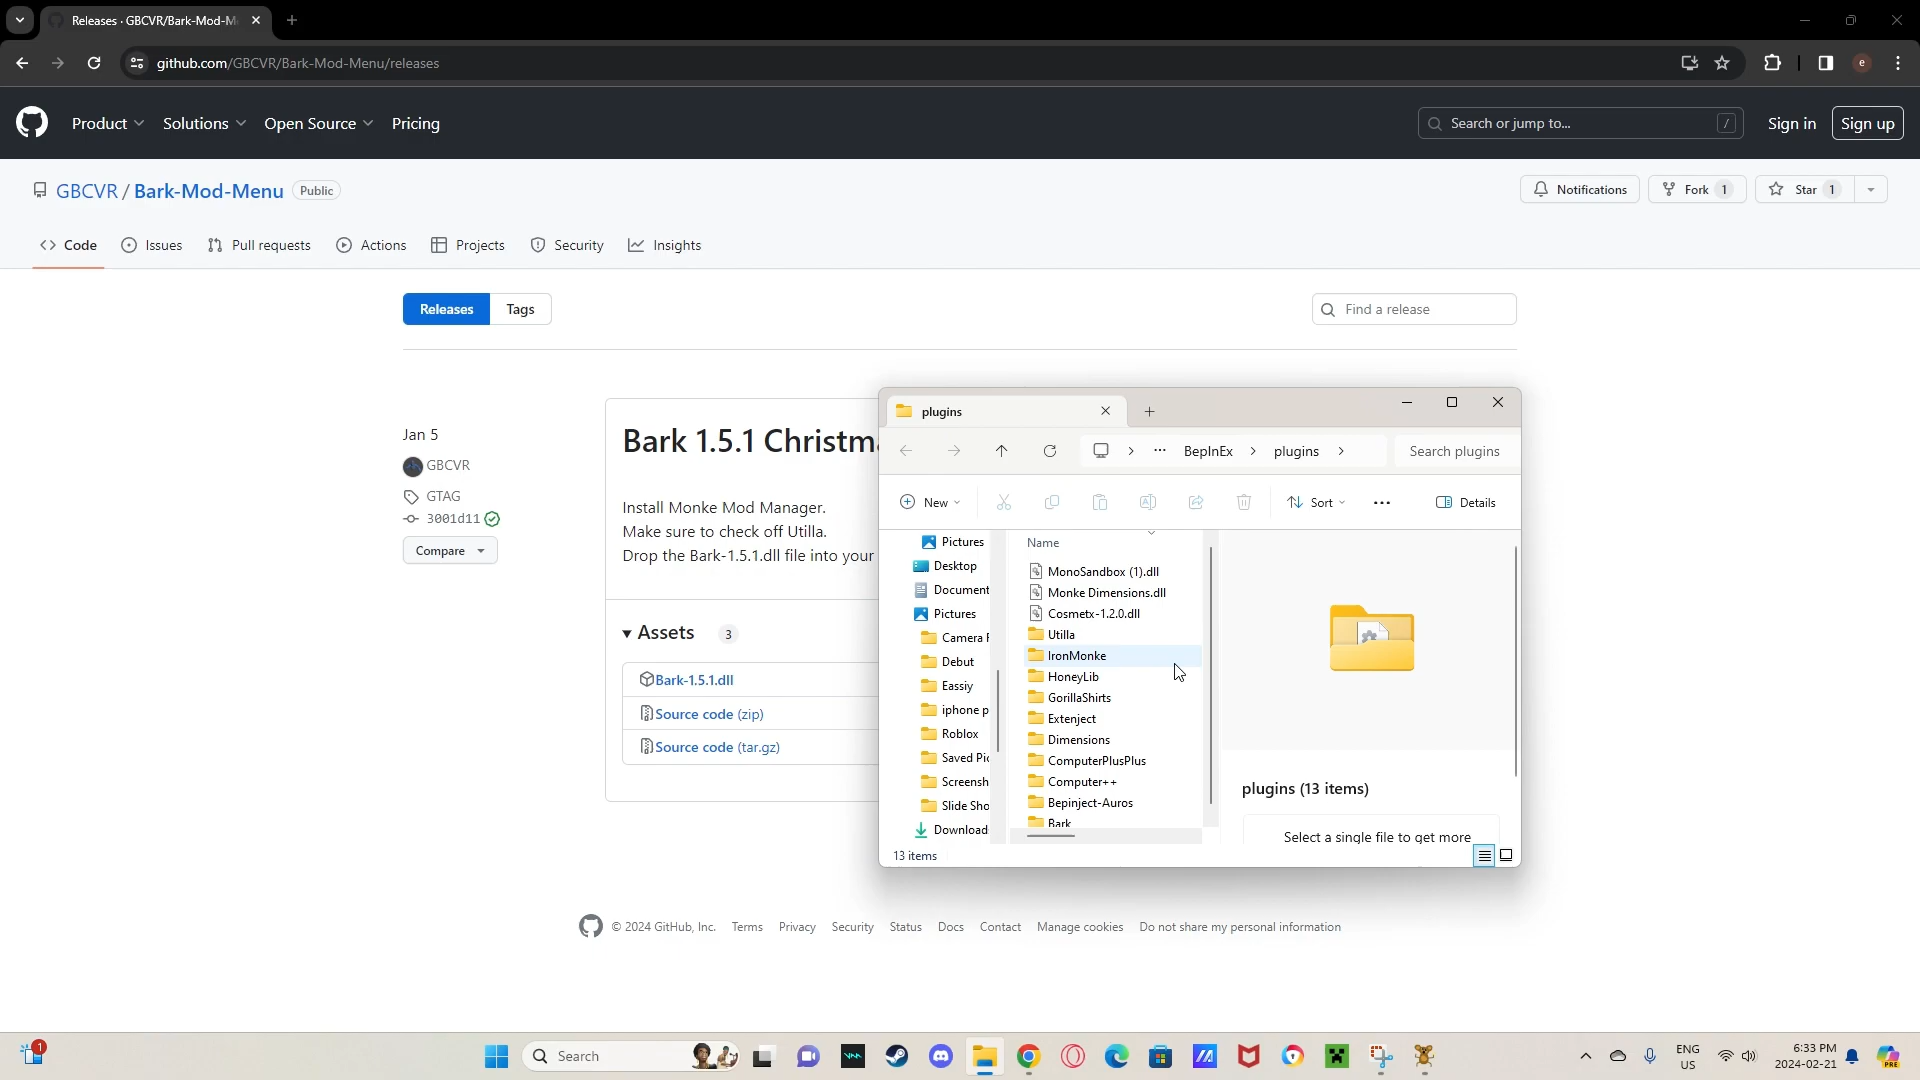 Releases · GBCVR/Bark-Mod-M
github.com/GBCVR/Bark-Mod-Menu/releases
e
Product
Solutions
Open Source
Pricing
Search or jump to...
/
Sign in
Sign up
GBCVR / Bark-Mod-Menu
Public
Notifications
Fork 1
Star 1
Code
Issues
Pull requests
Actions
Projects
Security
Insights
Releases
Tags
Find a release
Jan 5
GBCVR
GTAG
3001d11
Compare
Bark 1.5.1 Christma
Install Monke Mod Manager.
Make sure to check off Utilla.
Drop the Bark-1.5.1.dll file into your
Assets 3
Bark-1.5.1.dll
Source code (zip)
Source code (tar.gz)
plugins
BepInEx
plugins
Search plugins
New
Sort
Details
Pictures
Desktop
Document
Pictures
Camera R
Debut
Eassiy
iphone p
Roblox
Saved Pic
Screensh
Slide Sho
Download
Name
MonoSandbox (1).dll
Monke Dimensions.dll
Cosmetx-1.2.0.dll
Utilla
IronMonke
HoneyLib
GorillaShirts
Extenject
Dimensions
ComputerPlusPlus
Computer++
Bepinject-Auros
Bark
plugins (13 items)
Select a single file to get more
13 items
© 2024 GitHub, Inc.
Terms
Privacy
Security
Status
Docs
Contact
Manage cookies
Do not share my personal information
1
Search
ENG
US
6:33 PM
2024-02-21
PRE